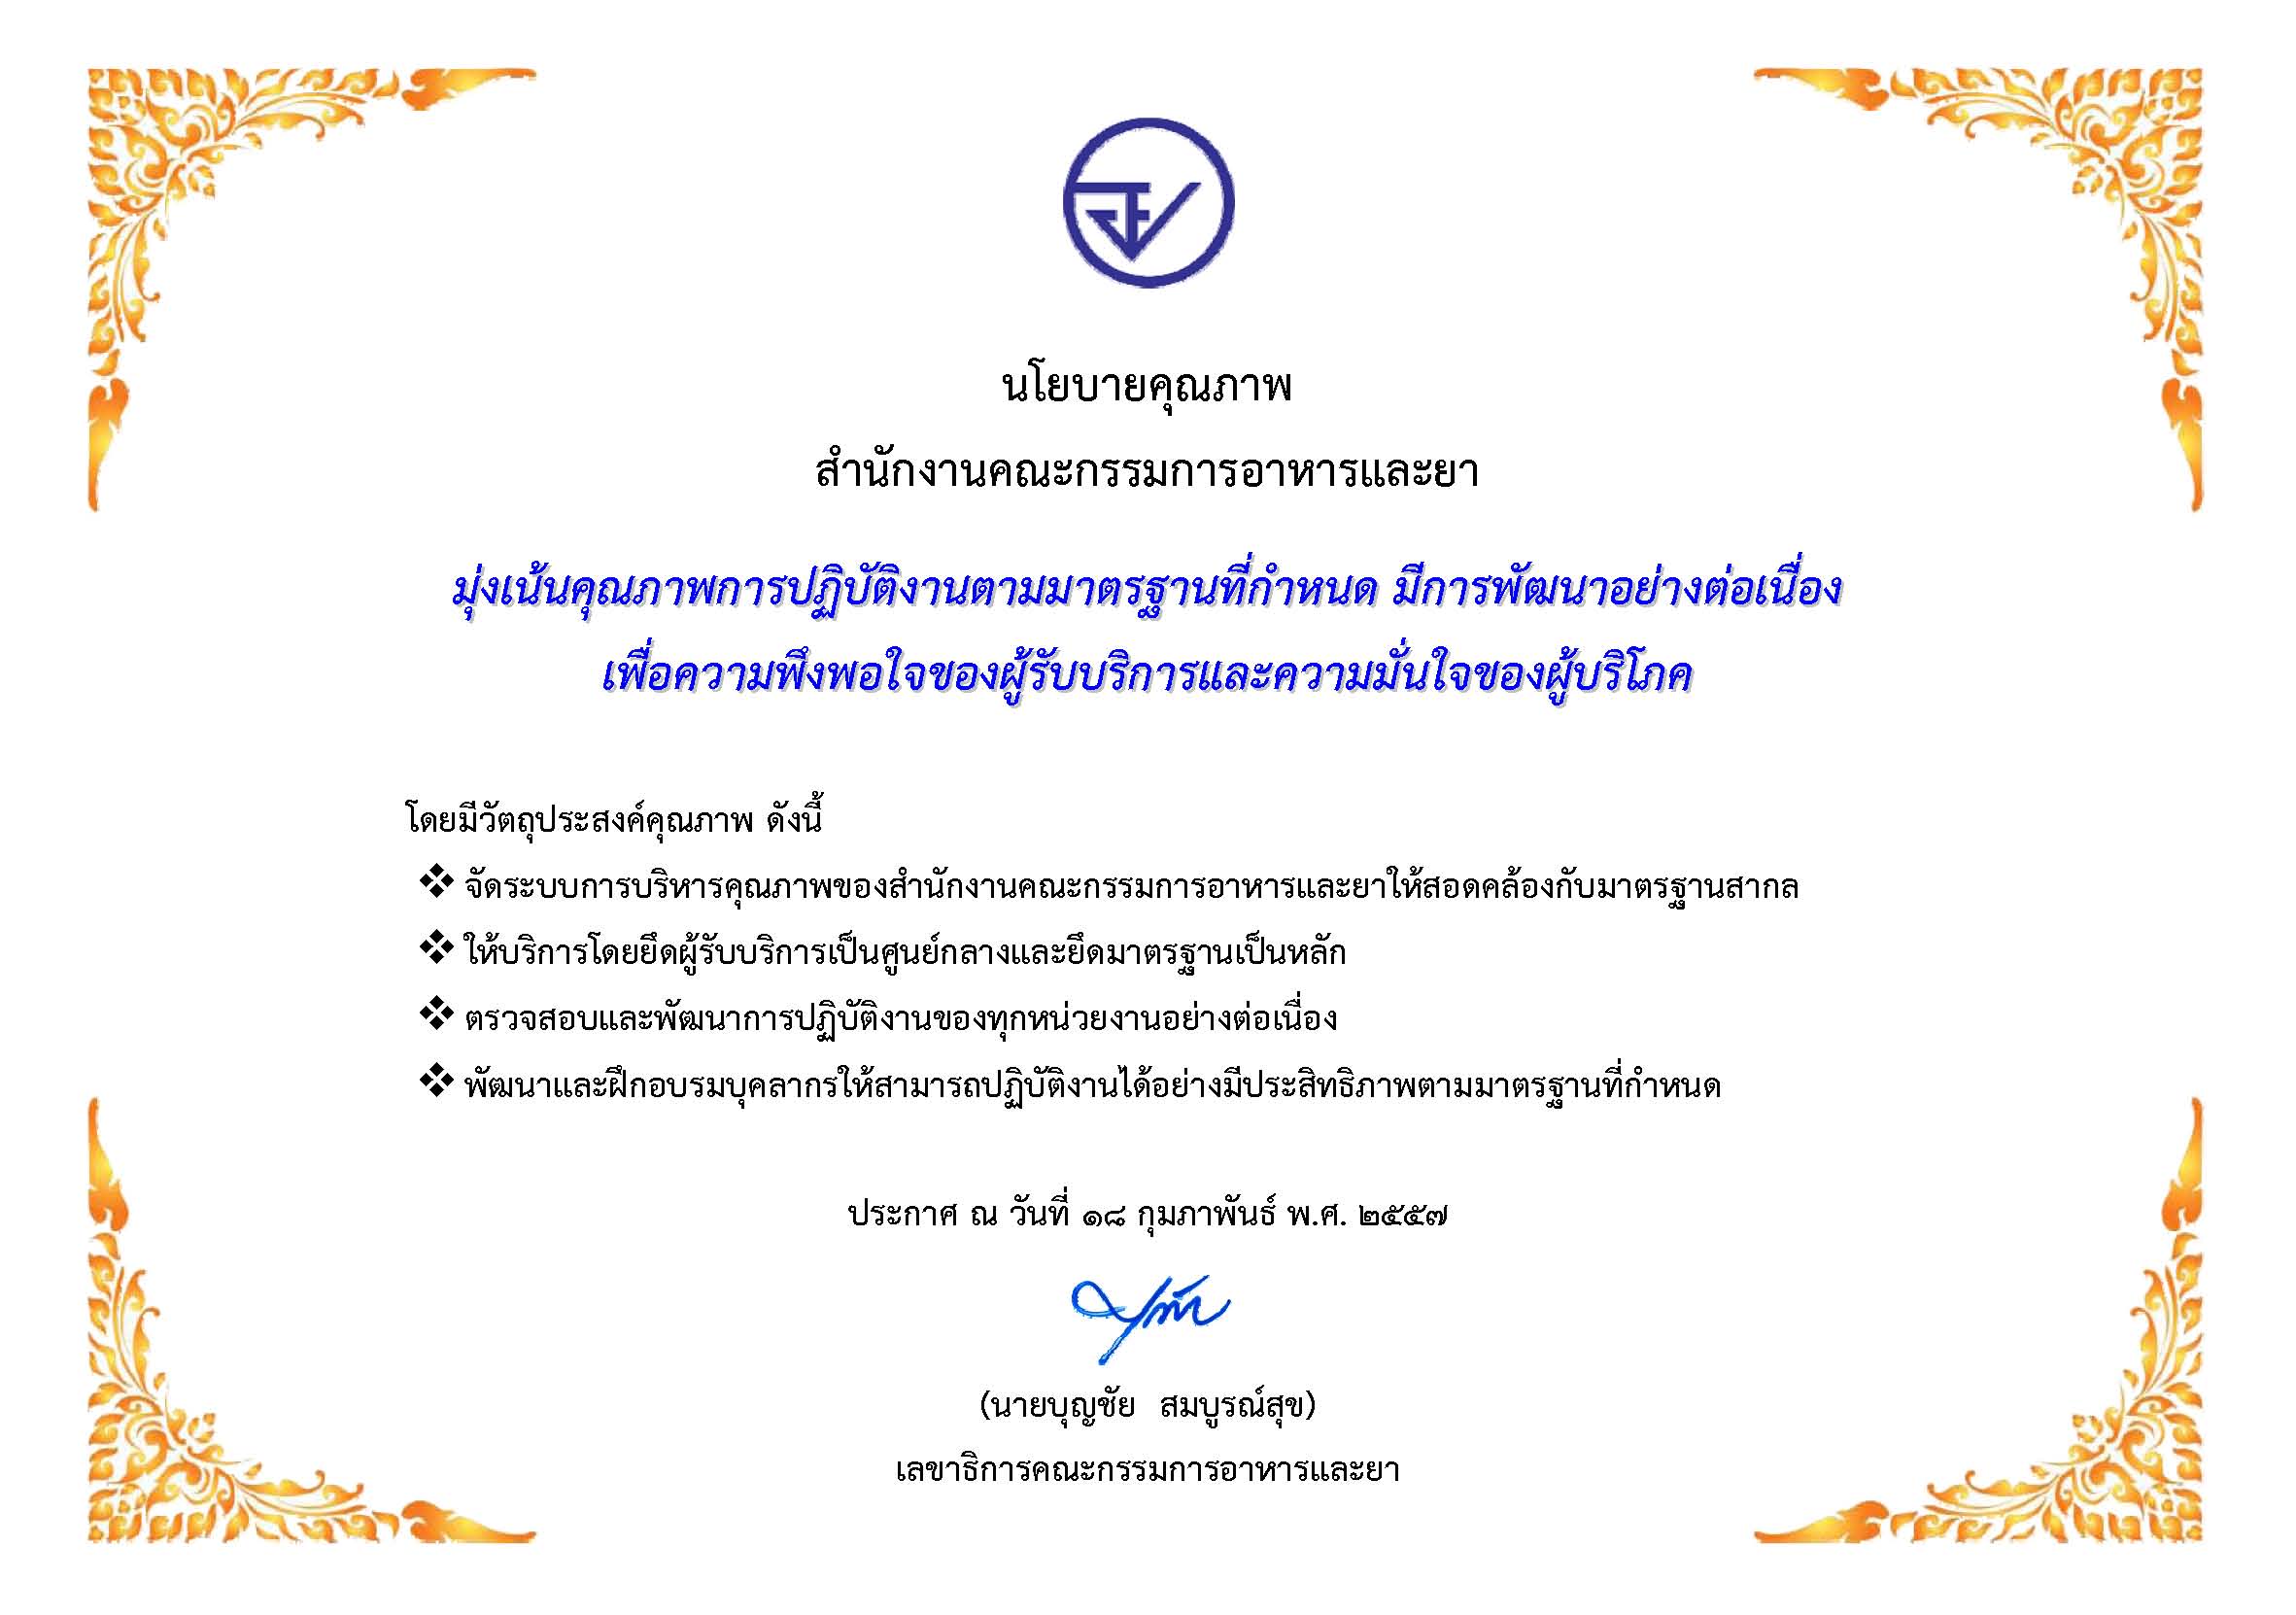 นโยบายคุณภาพ
สำนักงานคณะกรรมการอาหารและยา
มุ่งเน้นคุณภาพการปฏิบัติงานตามมาตรฐานที่กำหนด มีการพัฒนาอย่างต่อเนื่อง
เพื่อความพึงพอใจของผู้รับบริการและความมั่นใจของผู้บริโภค
โดยมีวัตถุประสงค์คุณภาพ ดังนี้
❖ จัดระบบการบริหารคุณภาพของสำนักงานคณะกรรมการอาหารและยาให้สอดคล้องกับมาตรฐานสากล
❖ ให้บริการโดยยึดผู้รับบริการเป็นศูนย์กลางและยึดมาตรฐานเป็นหลัก
❖ ตรวจสอบและพัฒนาการปฏิบัติงานของทุกหน่วยงานอย่างต่อเนื่อง
❖ พัฒนาและฝึกอบรมบุคลากรให้สามารถปฏิบัติงานได้อย่างมีประสิทธิภาพตามมาตรฐานที่กำหนด
ประกาศ ณ วันที่ ๑๘ กุมภาพันธ์ พ.ศ. ๒๕๕๗
(นายบุญชัย สมบูรณ์สุข)
เลขาธิการคณะกรรมการอาหารและยา